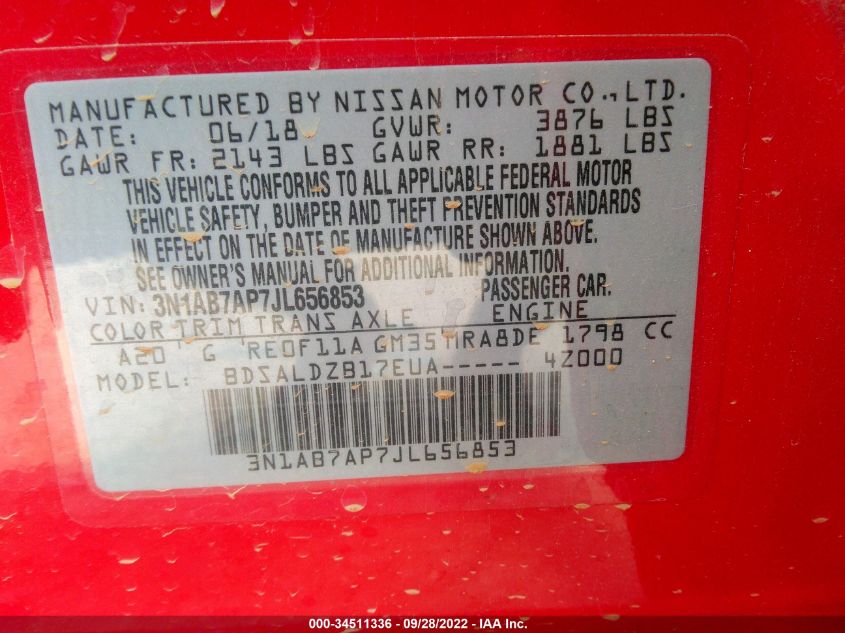 MANUFACTURED BY NISSAN MOTOR CO.,LTD.
DATE: 06/18 GVWR: 3876 LBS
GAWR FR: 2143 LBS GAWR RR: 1881 LBS
THIS VEHICLE CONFORMS TO ALL APPLICABLE FEDERAL MOTOR
VEHICLE SAFETY, BUMPER AND THEFT PREVENTION STANDARDS
IN EFFECT ON THE DATE OF MANUFACTURE SHOWN ABOVE.
SEE OWNER'S MANUAL FOR ADDITIONAL INFORMATION.
VIN: 3N1AB7AP7JL656853 PASSENGER CAR.
COLOR TRIM TRANS AXLE ENGINE
A20 G RE0F11A GM35 MRA8DE 1798 CC
MODEL: BDSALDZB17EUA----- 4Z000
3N1AB7AP7JL656853
000-34511336 - 09/28/2022 - IAA Inc.